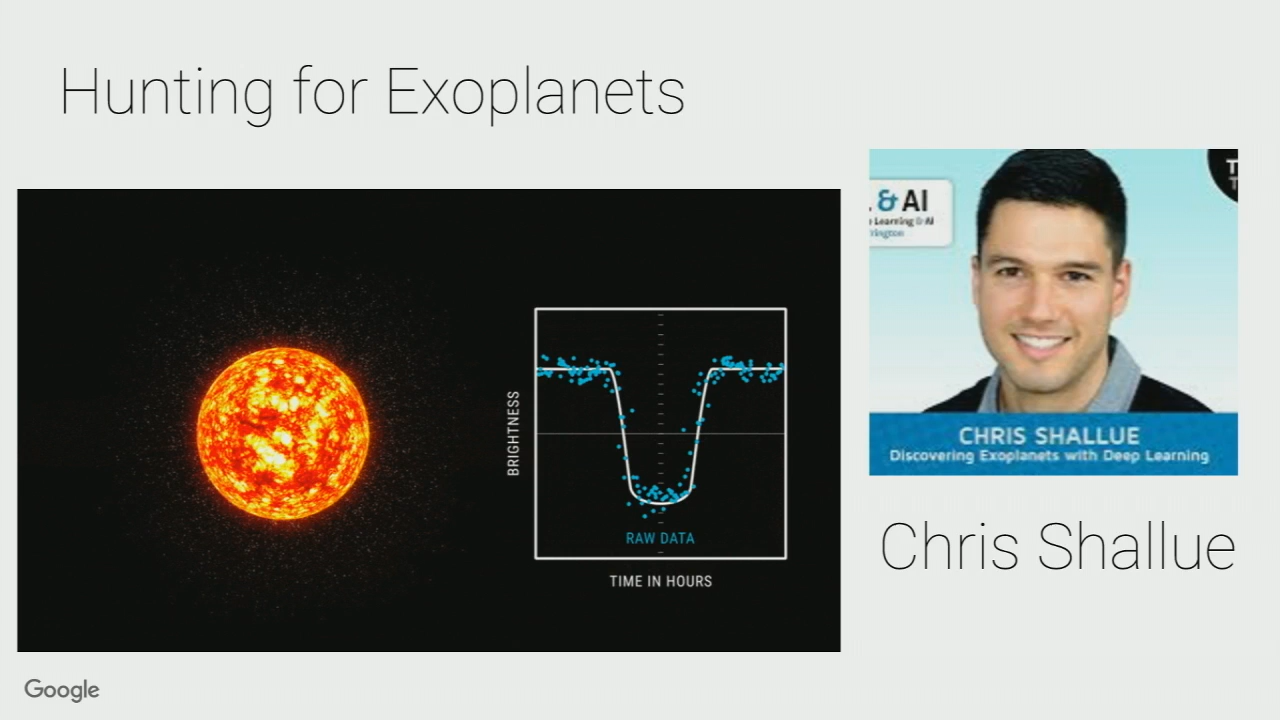 Hunting for Exoplanets
& AI
Learning & AI
BRIGHTNESS
RAW DATA
TIME IN HOURS
CHRIS SHALLUE
Discovering Exoplanets with Deep Learning
Chris Shallue
Google